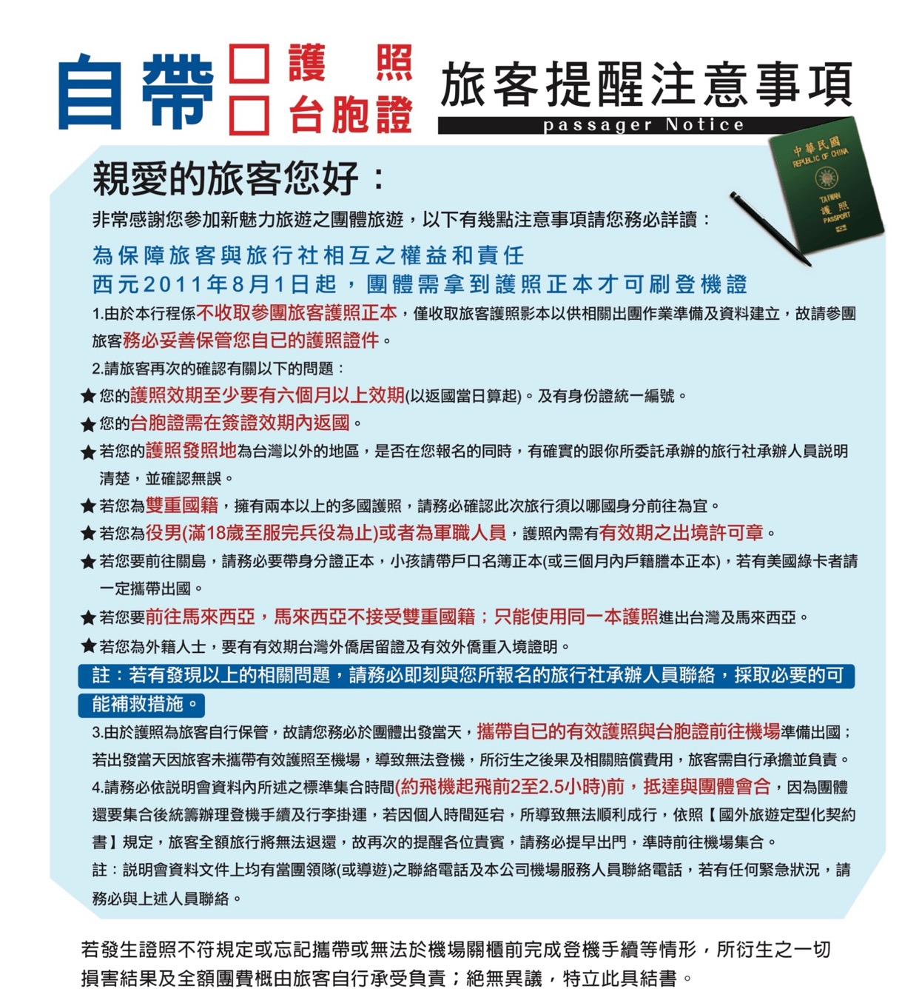 自帶 □ 護照
□ 台胞證
旅客提醒注意事項
passager Notice
中華民國
REPUBLIC OF CHINA
TAIWAN
護照
PASSPORT
親愛的旅客您好：
非常感謝您參加新魅力旅遊之團體旅遊，以下有幾點注意事項請您務必詳讀：
為保障旅客與旅行社相互之權益和責任
西元2011年8月1日起，團體需拿到護照正本才可刷登機證
1.由於本行程係不收取參團旅客護照正本，僅收取旅客護照影本以供相關出團作業準備及資料建立，故請參團
旅客務必妥善保管您自已的護照證件。
2.請旅客再次的確認有關以下的問題：
★您的護照效期至少要有六個月以上效期(以返國當日算起)。及有身份證統一編號。
★您的台胞證需在簽證效期內返國。
★若您的護照發照地為台灣以外的地區，是否在您報名的同時，有確實的跟你所委託承辦的旅行社承辦人員説明
清楚，並確認無誤。
★若您為雙重國籍，擁有兩本以上的多國護照，請務必確認此次旅行須以哪國身分前往為宜。
★若您為役男(滿18歲至服完兵役為止)或者為軍職人員，護照內需有有效期之出境許可章。
★若您要前往關島，請務必要帶身分證正本，小孩請帶戶口名簿正本(或三個月內戶籍謄本正本)，若有美國綠卡者請
一定攜帶出國。
★若您要前往馬來西亞，馬來西亞不接受雙重國籍；只能使用同一本護照進出台灣及馬來西亞。
★若您為外籍人士，要有有效期台灣外僑居留證及有效外僑重入境證明。
註：若有發現以上的相關問題，請務必即刻與您所報名的旅行社承辦人員聯絡，採取必要的可
能補救措施。
3.由於護照為旅客自行保管，故請您務必於團體出發當天，攜帶自已的有效護照與台胞證前往機場準備出國；
若出發當天因旅客未攜帶有效護照至機場，導致無法登機，所衍生之後果及相關賠償費用，旅客需自行承擔並負責。
4.請務必依説明會資料內所述之標準集合時間(約飛機起飛前2至2.5小時)前，抵達與團體會合，因為團體
還要集合後統籌辦理登機手續及行李掛運，若因個人時間延宕，所導致無法順利成行，依照【國外旅遊定型化契約
書】規定，旅客全額旅行將無法退還，故再次的提醒各位貴賓，請務必提早出門，準時前往機場集合。
註：説明會資料文件上均有當團領隊(或導遊)之聯絡電話及本公司機場服務人員聯絡電話，若有任何緊急狀況，請
務必與上述人員聯絡。
若發生證照不符規定或忘記攜帶或無法於機場關櫃前完成登機手續等情形，所衍生之一切
損害結果及全額團費概由旅客自行承受負責；絕無異議，特立此具結書。